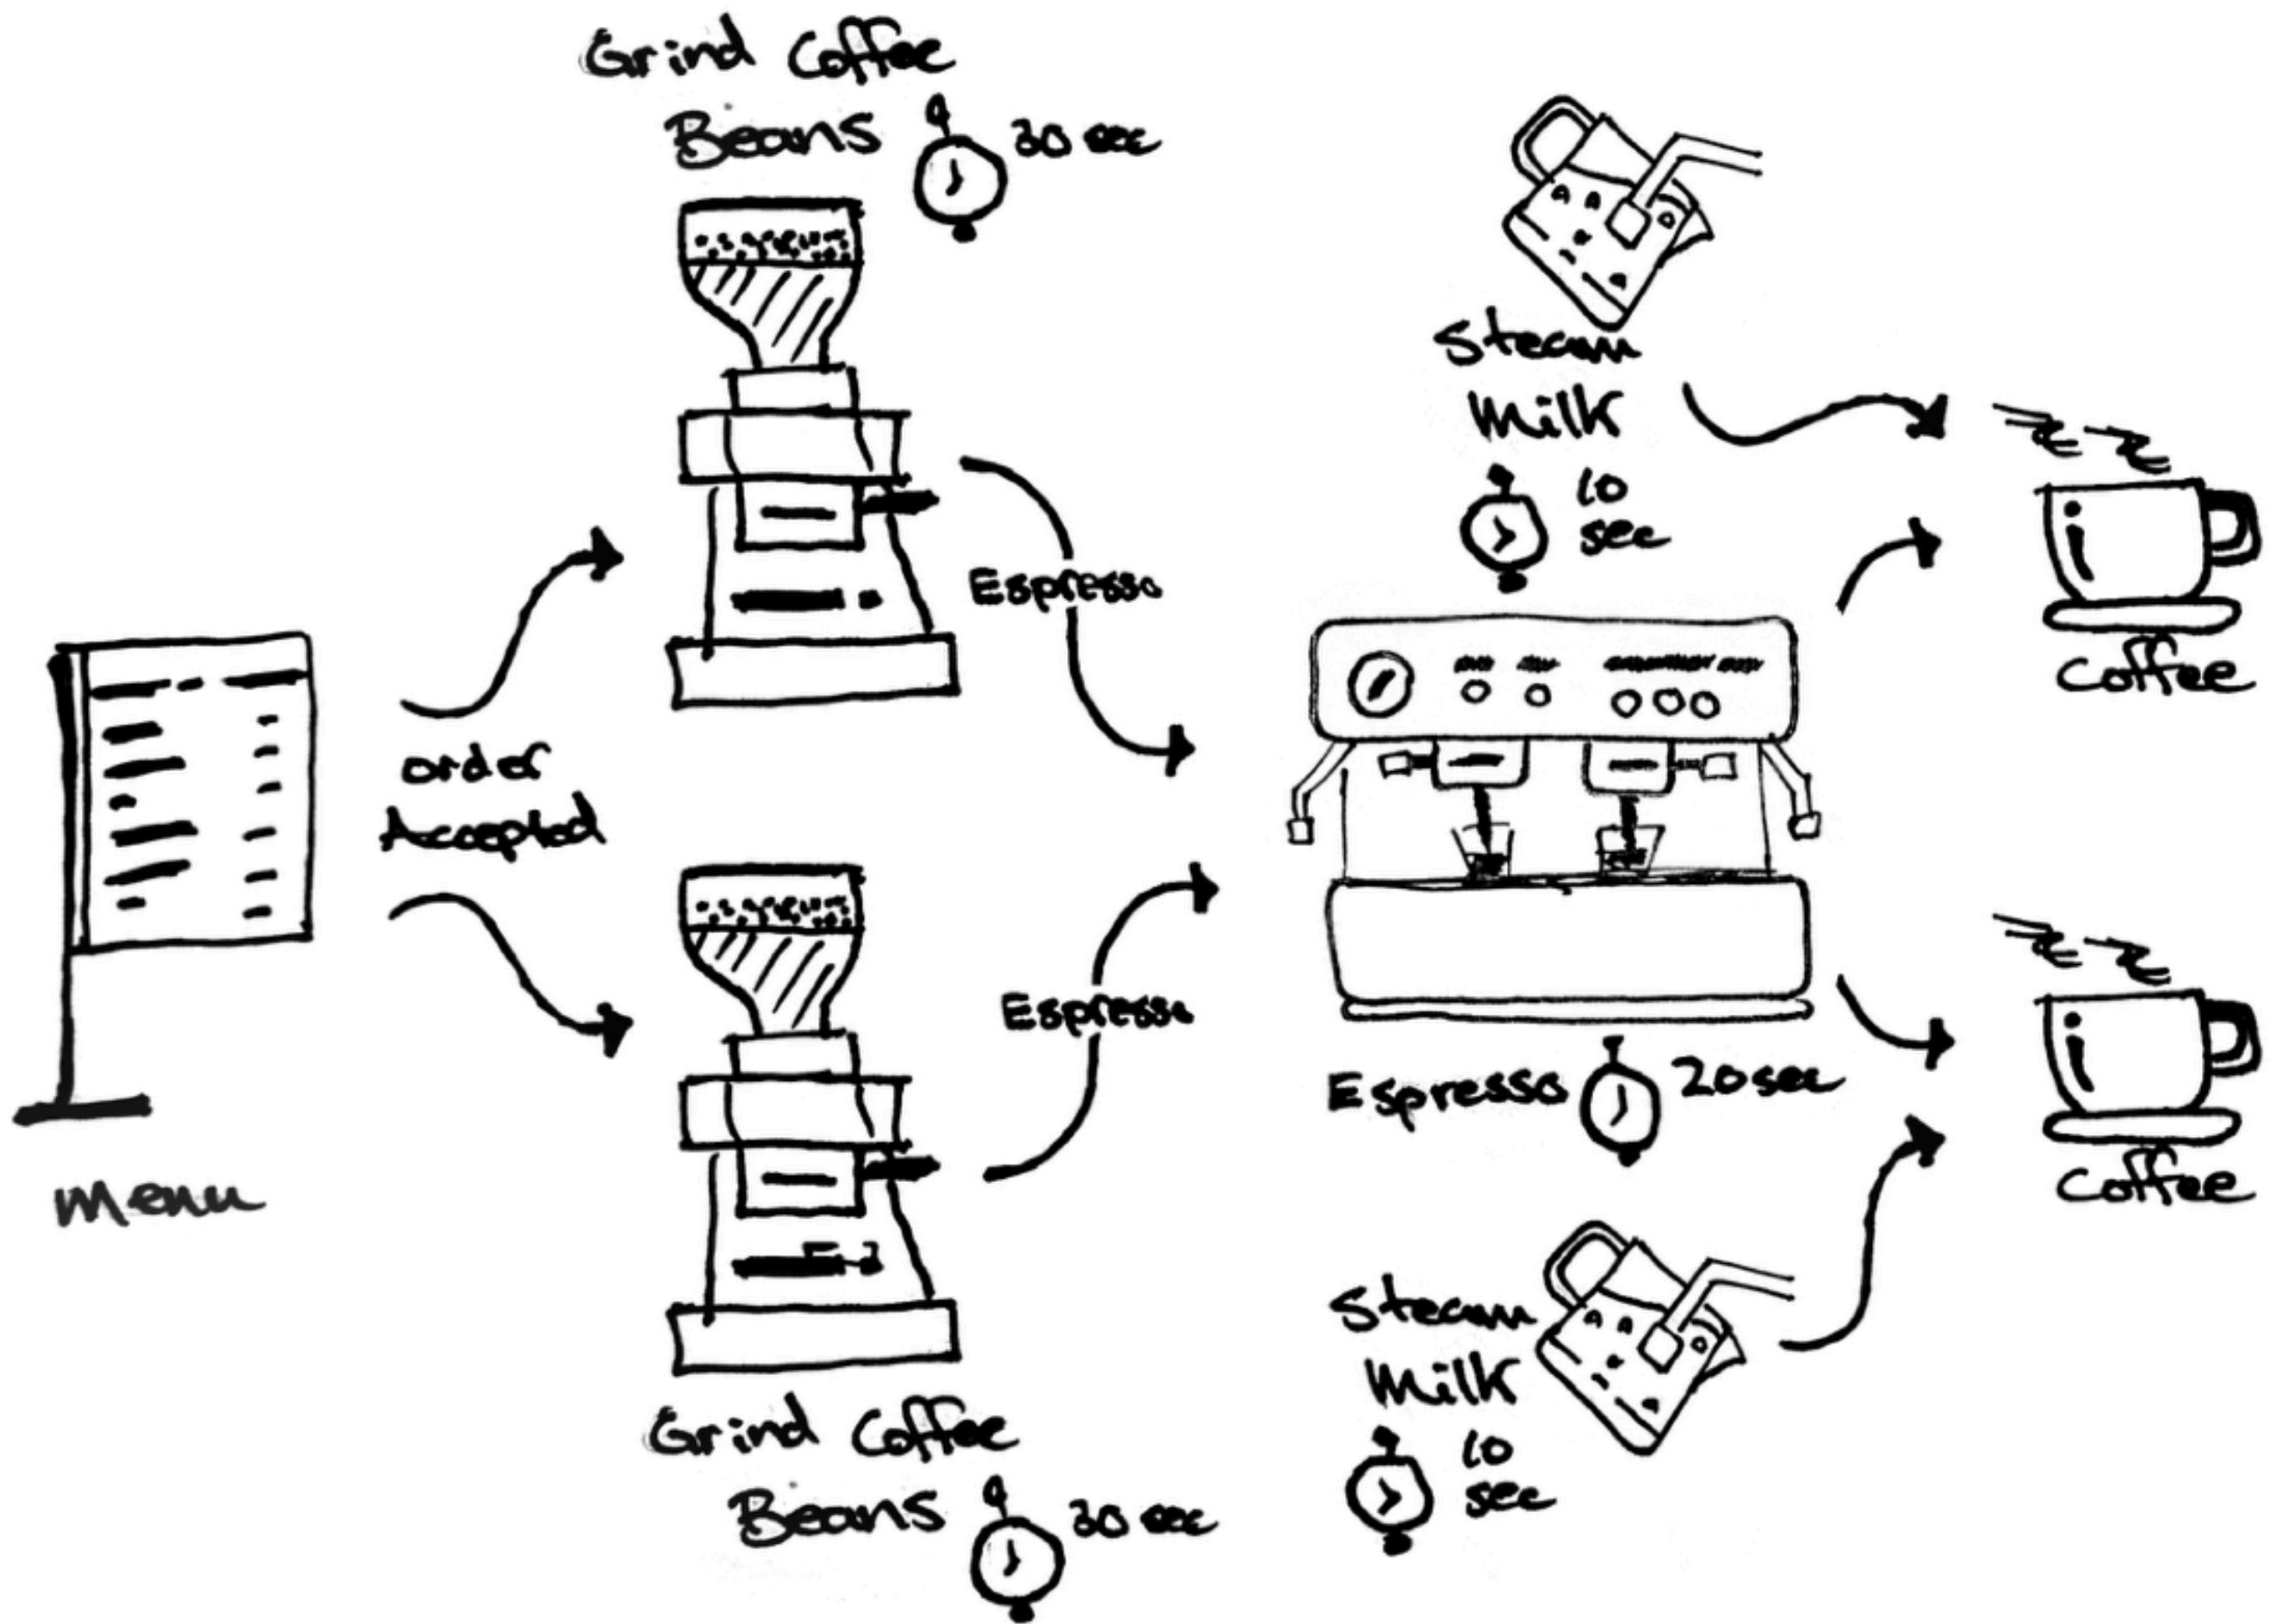 Grind Coffee
Beans
30 sec
Steam
Milk
10
sec
Espresso
Coffee
order
Accepted
Menu
Espresso
Espresso 20 sec
Coffee
Steam
Milk
10
sec
Grind Coffee
Beans
30 sec